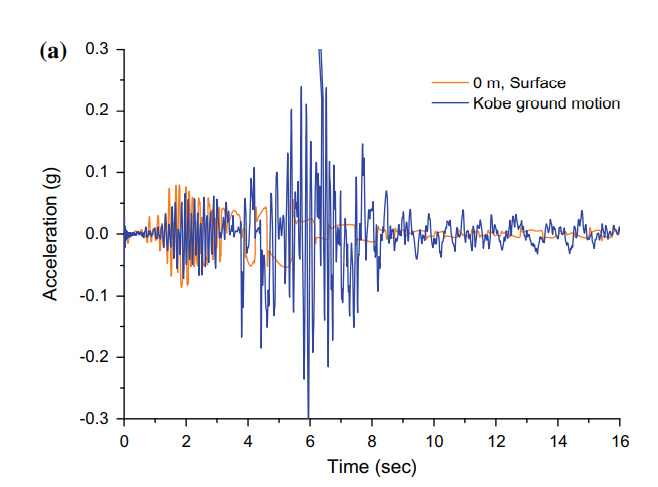 (a)
0.3
0.2
0.1
0.0
-0.1
-0.2
-0.3
Acceleration (g)
0 m, Surface
Kobe ground motion
0 2 4 6 8 10 12 14 16
Time (sec)